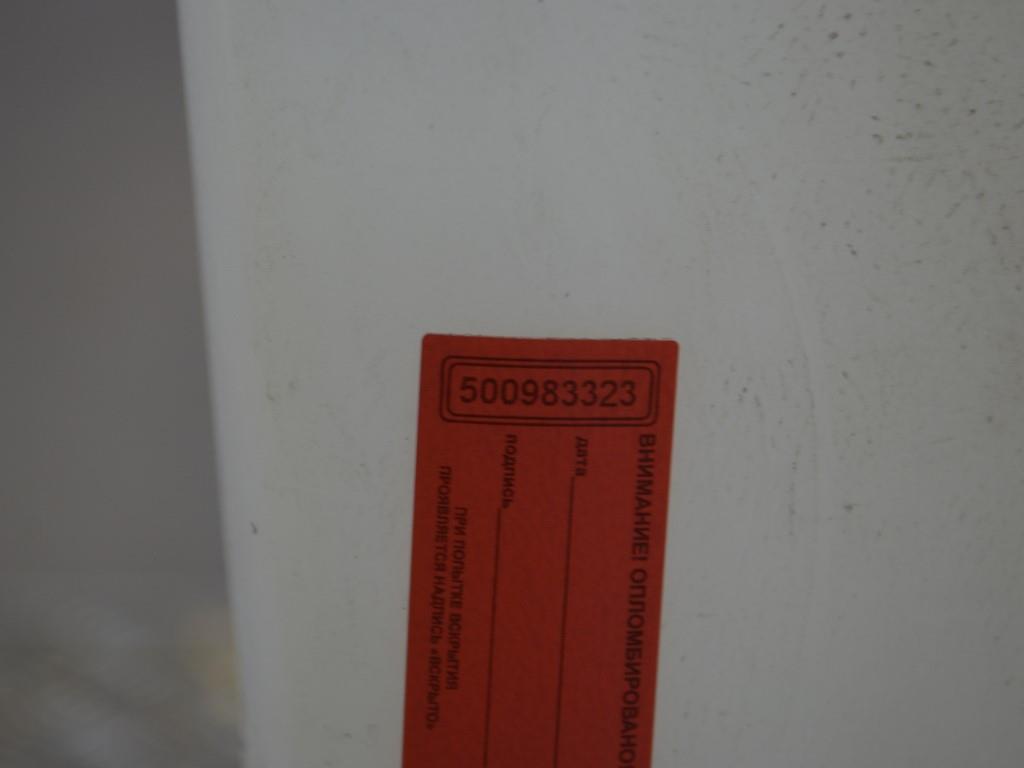 500983323
ВНИМАНИЕ! ОПЛОМБИРОВАНО!
дата
подпись
ПРИ ПОПЫТКЕ ВСКРЫТИЯ
ПРОЯВЛЯЕТСЯ НАДПИСЬ «ВСКРЫТО»